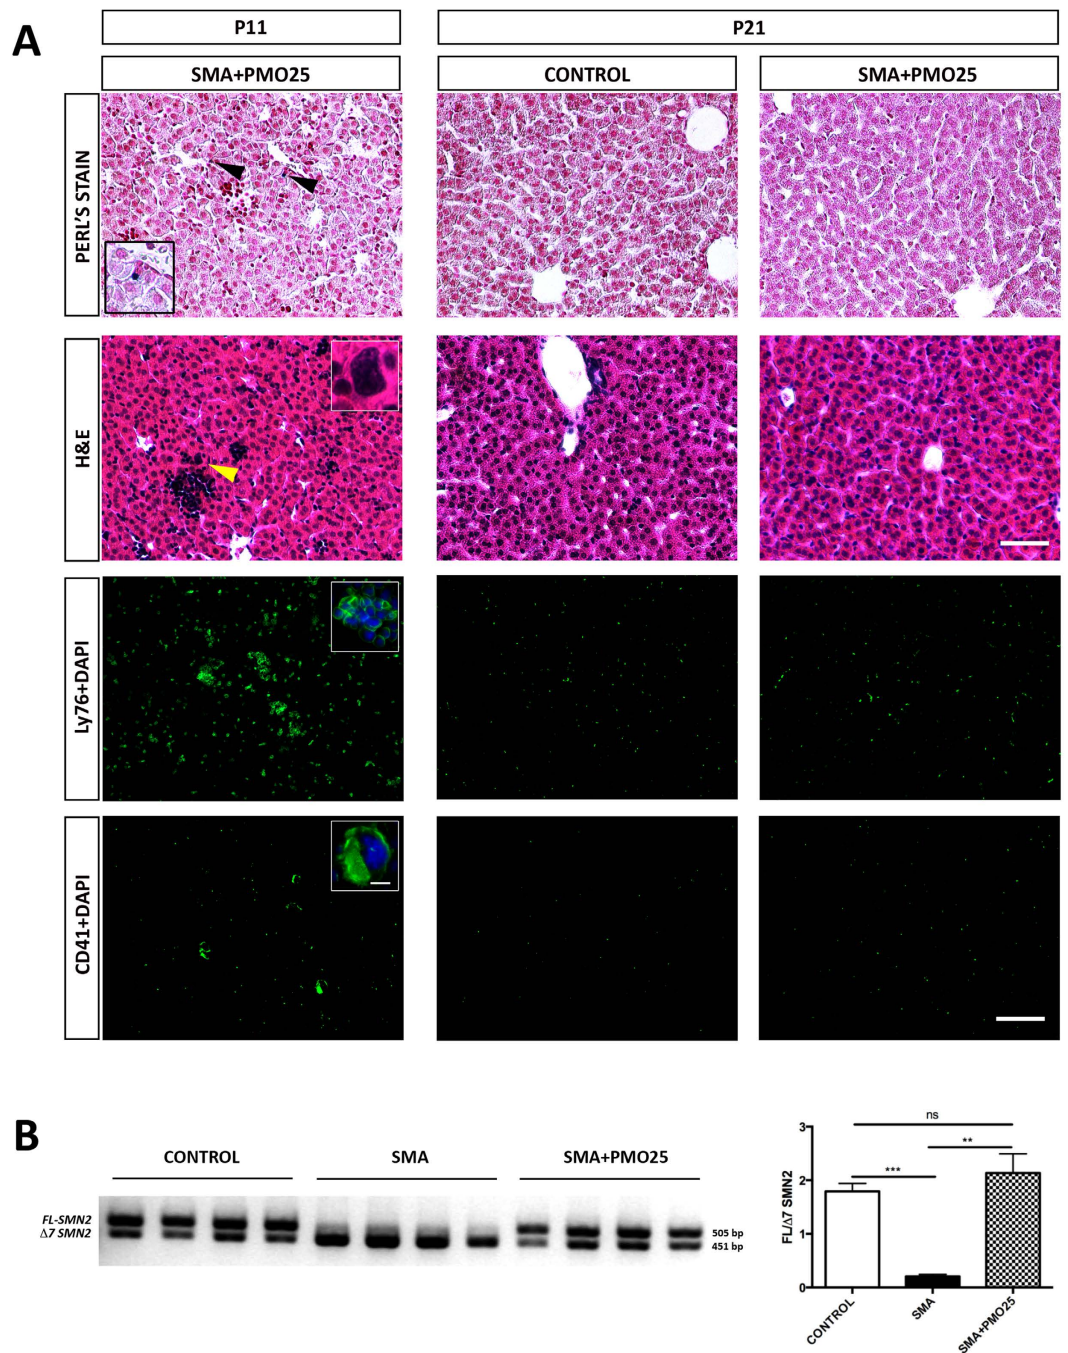 A
P11
P21
SMA+PMO25
CONTROL
SMA+PMO25
PERL'S STAIN
H&E
Ly76+DAPI
CD41+DAPI
B
CONTROL
SMA
SMA+PMO25
FL-SMN2
Δ7 SMN2
505 bp
451 bp
ns
**
***
3
2
1
0
FL/Δ7 SMN2
CONTROL
SMA
SMA+PMO25